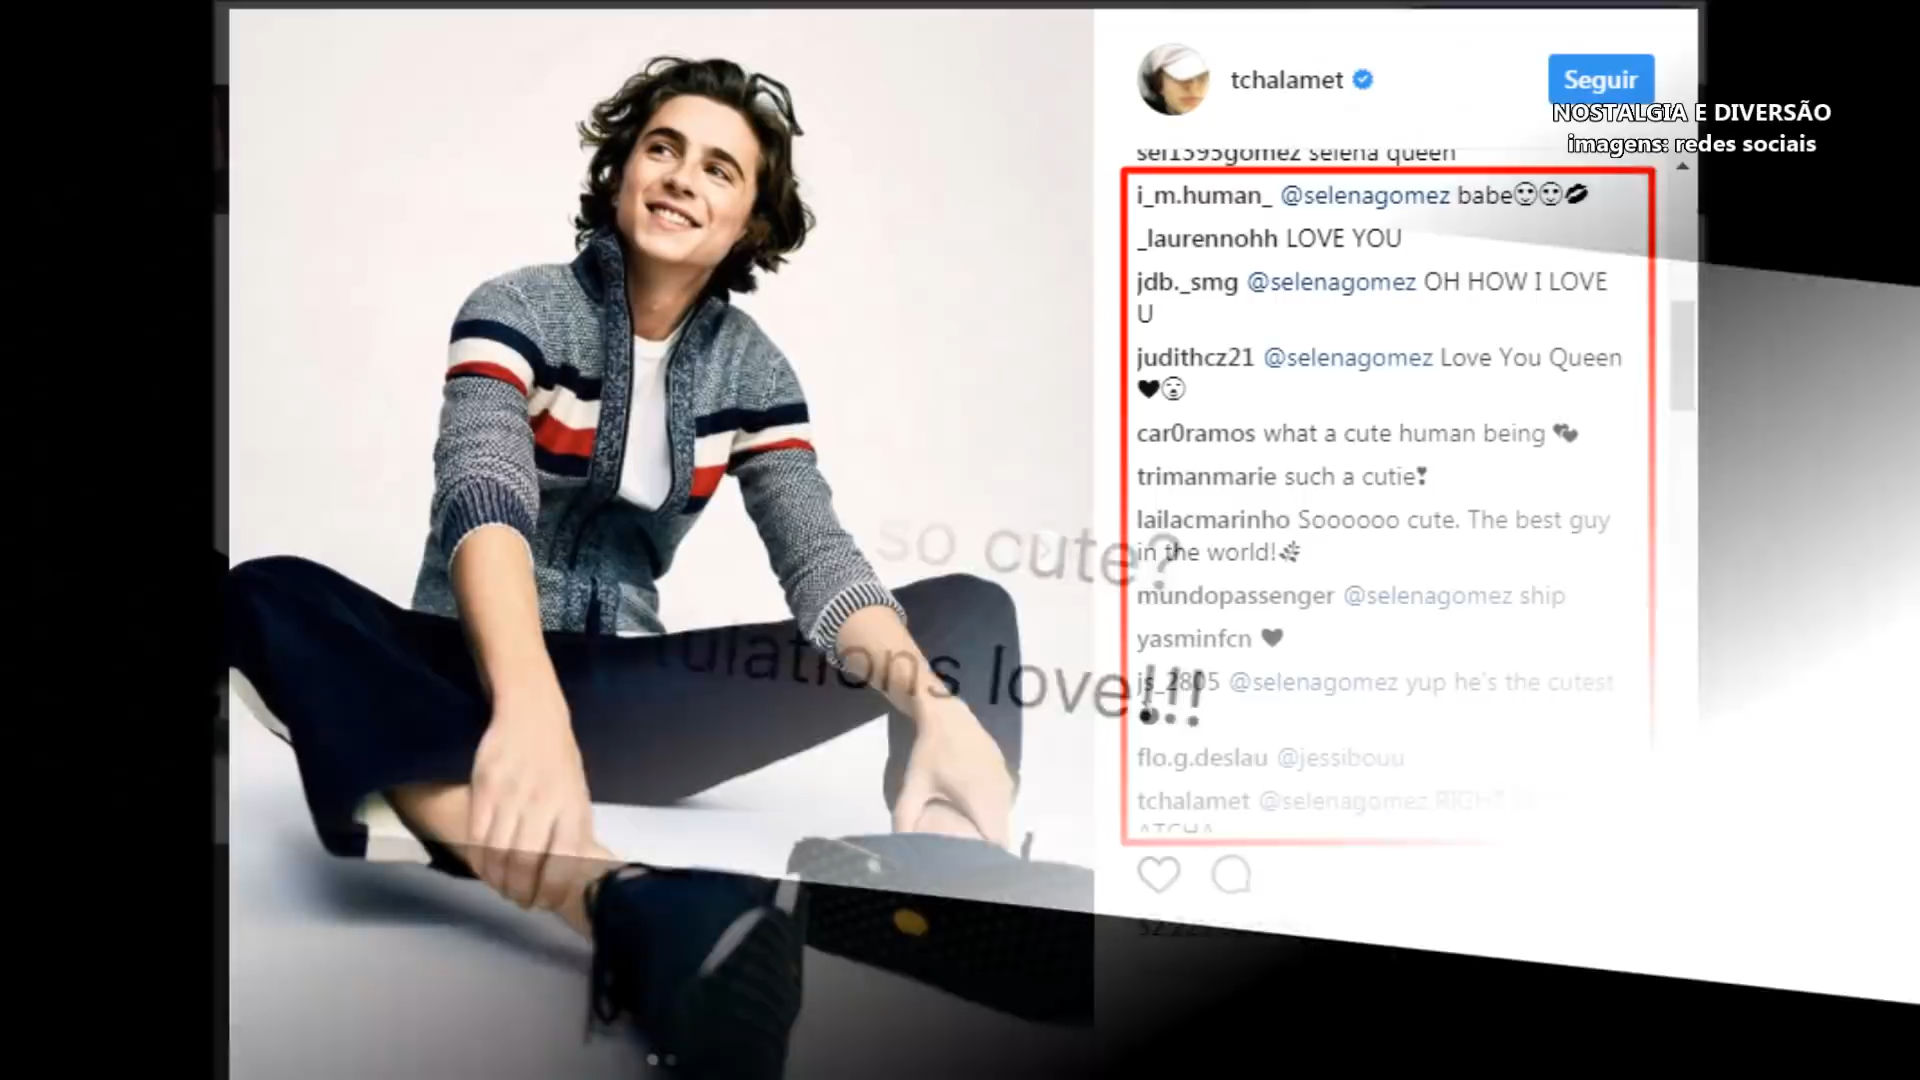 tchalamet
Seguir
NOSTALGIA E DIVERSÃO
imagens: redes sociais
sel1595gomez selena queen
i_m.human_ @selenagomez babe
_laurennohh LOVE YOU
jdb._smg @selenagomez OH HOW I LOVE
U
judithcz21 @selenagomez Love You Queen
car0ramos what a cute human being
trimanmarie such a cutie
lailacmarinho Soooooo cute. The best guy
in the world!
mundopassenger @selenagomez ship
yasminfcn
js_2805 @selenagomez yup he's the cutest
flo.g.deslau @jessibouu
tchalamet @selenagomez RIGHT
ATCHA
so cute?
love!!!